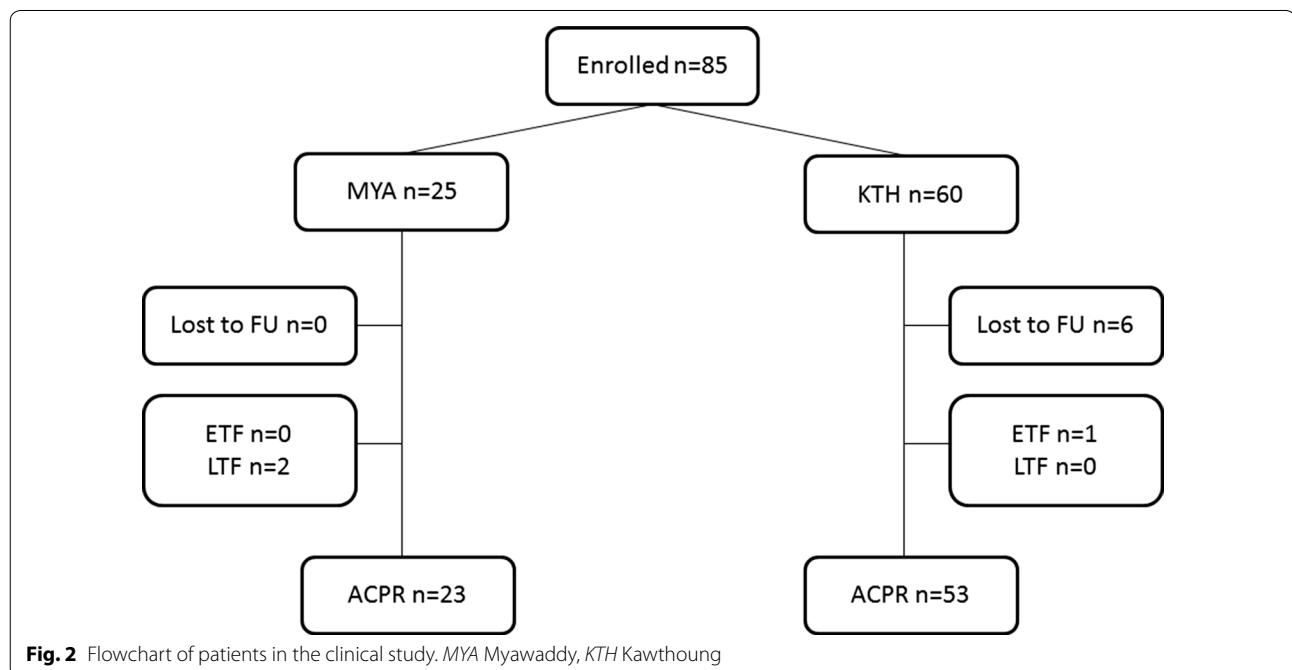 Enrolled n=85
MYA n=25
KTH n=60
Lost to FU n=0
Lost to FU n=6
ETF n=0
LTF n=2
ETF n=1
LTF n=0
ACPR n=23
ACPR n=53
Fig. 2 Flowchart of patients in the clinical study. MYA Myawaddy, KTH Kawthoung